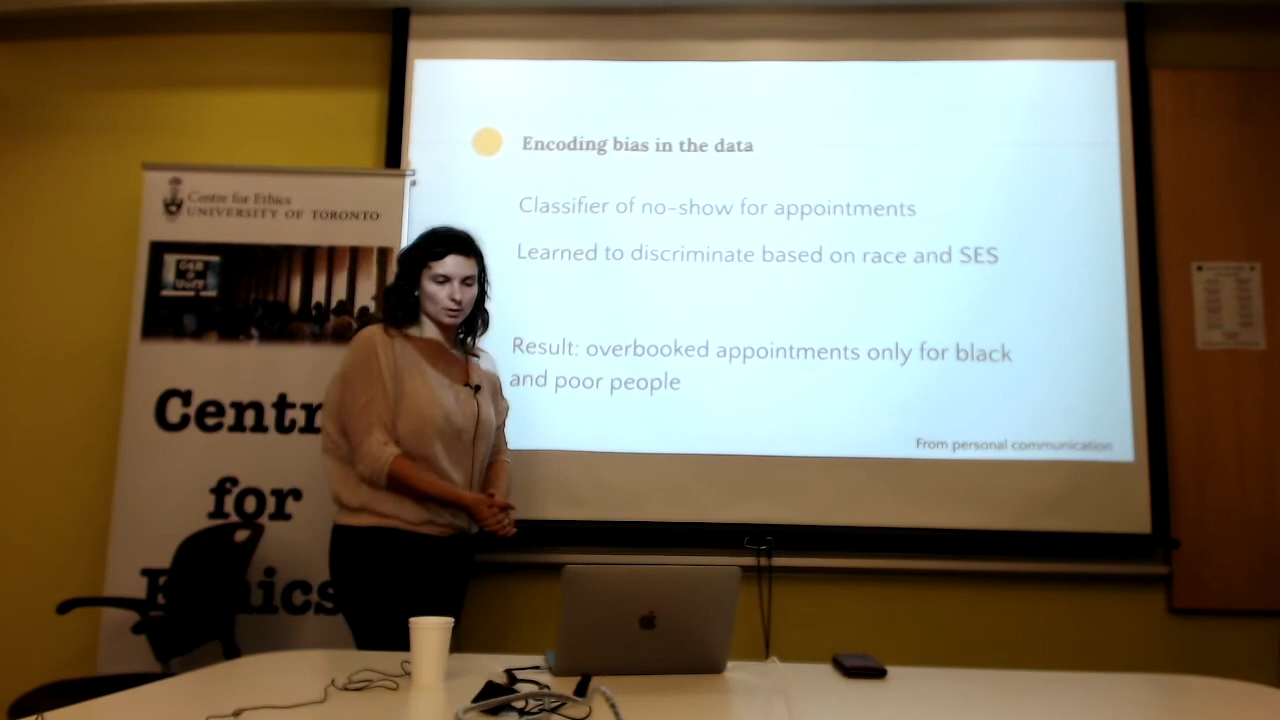 Encoding bias in the data
Classifier of no-show for appointments
Learned to discriminate based on race and SES
Result: overbooked appointments only for black
and poor people
From personal communication
Centre for Ethics
UNIVERSITY OF TORONTO
Centr
for